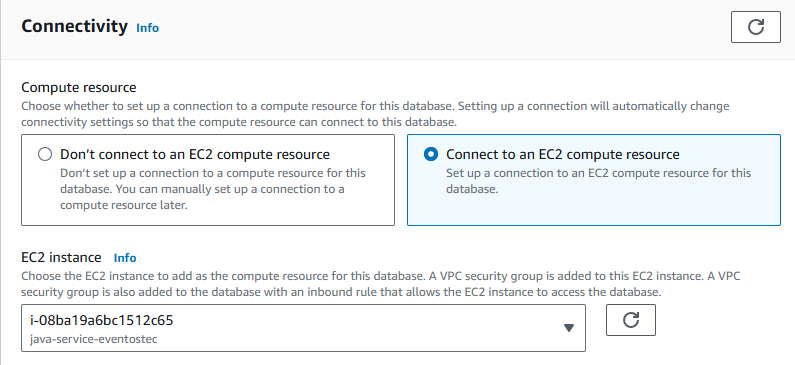 Connectivity Info
Compute resource
Choose whether to set up a connection to a compute resource for this database. Setting up a connection will automatically change
connectivity settings so that the compute resource can connect to this database.
Don’t connect to an EC2 compute resource
Don’t set up a connection to a compute resource for this
database. You can manually set up a connection to a
compute resource later.
Connect to an EC2 compute resource
Set up a connection to an EC2 compute resource for this
database.
EC2 instance Info
Choose the EC2 instance to add as the compute resource for this database. A VPC security group is added to this EC2 instance. A VPC
security group is also added to the database with an inbound rule that allows the EC2 instance to access the database.
i-08ba19a6bc1512c65
java-service-eventostec